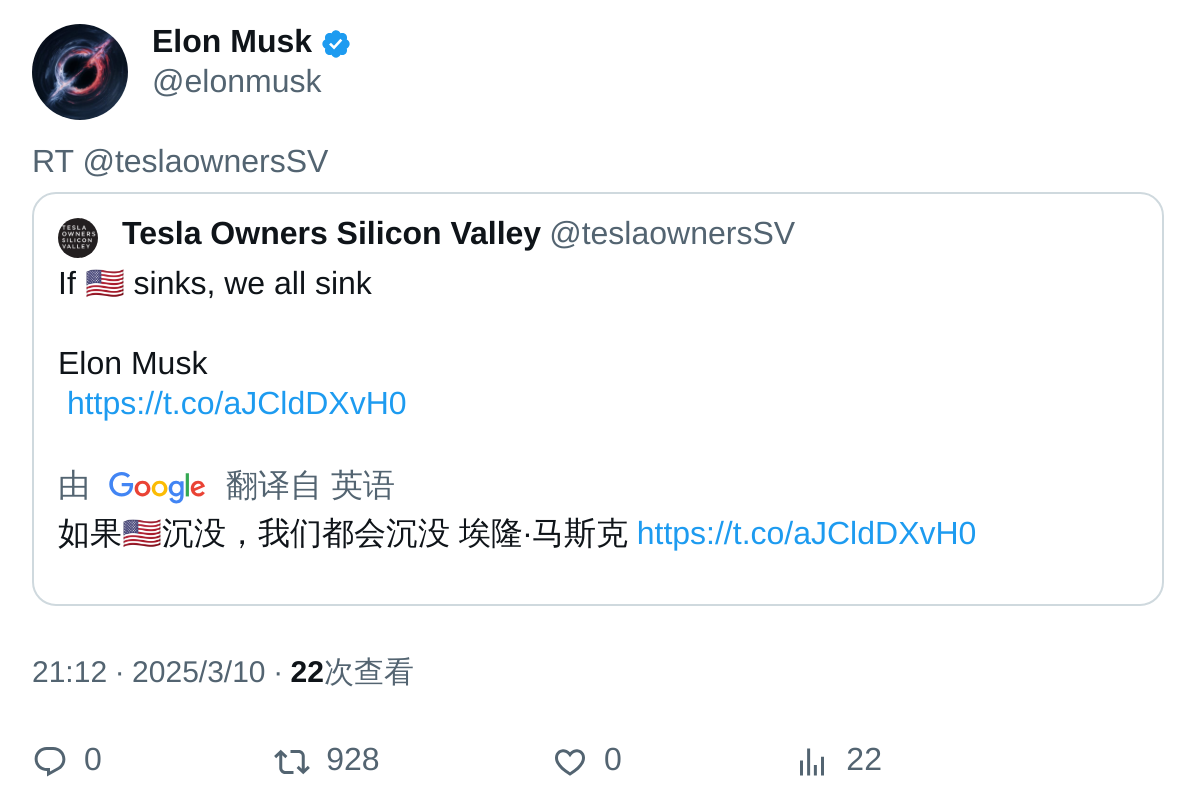 Elon Musk
@elonmusk
RT @teslaownersSV
TESLA
OWNERS
SILICON
VALLEY
Tesla Owners Silicon Valley @teslaownersSV
If 🇺🇸 sinks, we all sink
Elon Musk
https://t.co/aJCldDXvH0
由 Google 翻译自 英语
如果🇺🇸沉没，我们都会沉没 埃隆·马斯克 https://t.co/aJCldDXvH0
21:12 · 2025/3/10 · 22次查看
0 928 0 22